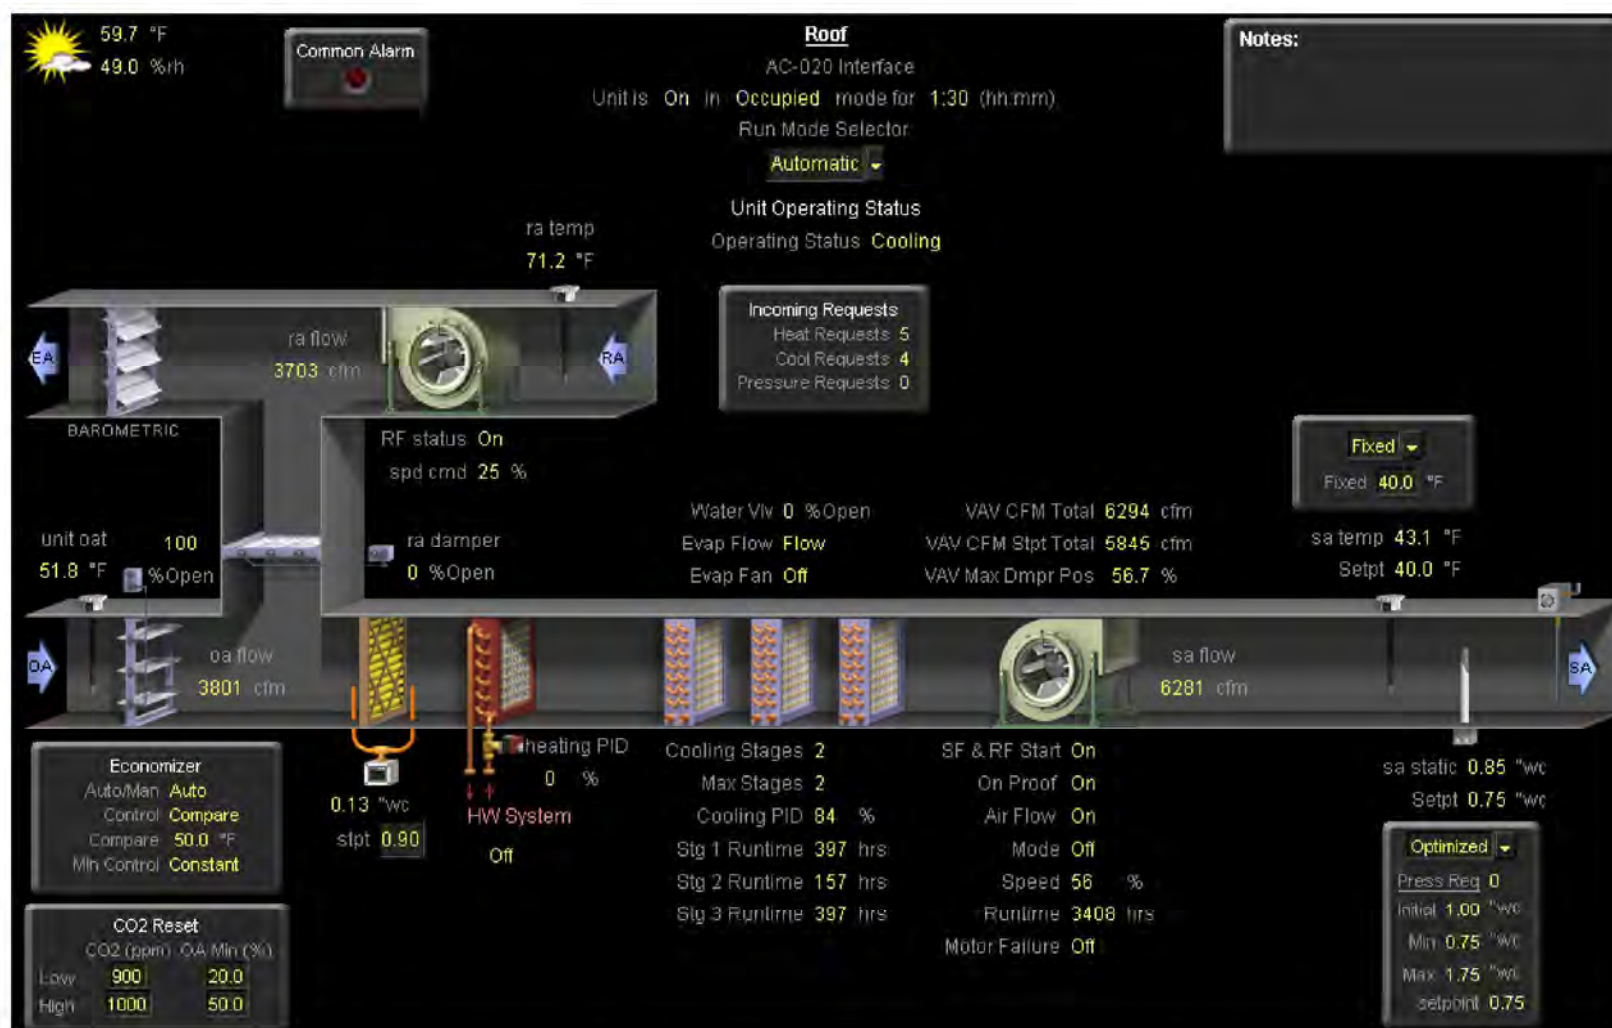 59.7 °F
49.0 %rh
Common Alarm
Roof
AC-020 Interface
Unit is On in Occupied mode for 1:30 (hh:mm)
Run Mode Selector
Automatic
Unit Operating Status
Operating Status Cooling
Notes:
ra temp
71.2 °F
Incoming Requests
Heat Requests 5
Cool Requests 4
Pressure Requests 0
EA
ra flow
3703 cfm
RA
BAROMETRIC
RF status On
spd cmd 25 %
Fixed
Fixed 40.0 °F
unit oat
51.8 °F
100
%Open
ra damper
0 %Open
Water Vlv 0 %Open
Evap Flow Flow
Evap Fan Off
VAV CFM Total 6294 cfm
VAV CFM Stpt Total 5845 cfm
VAV Max Dmpr Pos 56.7 %
sa temp 43.1 °F
Setpt 40.0 °F
OA
oa flow
3801 cfm
sa flow
6281 cfm
SA
Economizer
Auto/Man Auto
Control Compare
Compare 50.0 °F
Min Control Constant
0.13 "wc
stpt 0.90
heating PID
0 %
HW System
Off
Cooling Stages 2
Max Stages 2
Cooling PID 84 %
Stg 1 Runtime 397 hrs
Stg 2 Runtime 157 hrs
Stg 3 Runtime 397 hrs
SF & RF Start On
On Proof On
Air Flow On
Mode Off
Speed 56 %
Runtime 3408 hrs
Motor Failure Off
sa static 0.85 "wc
Setpt 0.75 "wc
Optimized
Press Req 0
Initial 1.00 "wc
Min 0.75 "wc
Max 1.75 "wc
setpoint 0.75
CO2 Reset
CO2 (ppm) OA Min (%)
Low 900 20.0
High 1000 50.0